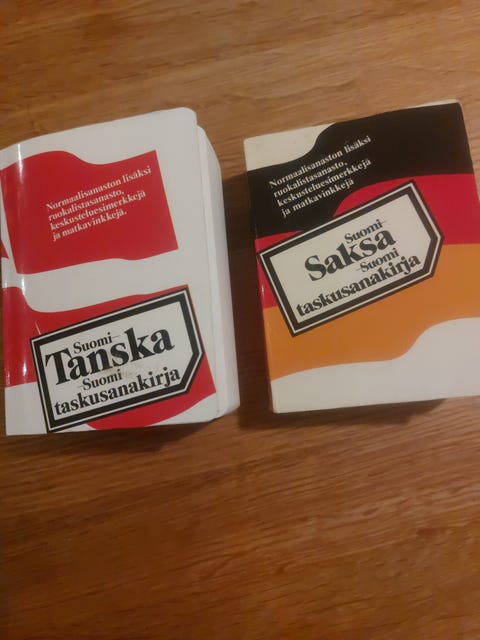 Normaalisanaston lisäksi
ruokalistasanasto,
keskusteluesimerkkejä
ja matkavinkkejä.
Suomi–
Tanska
–Suomi
taskusanakirja
Normaalisanaston lisäksi
ruokalistasanasto,
keskusteluesimerkkejä
ja matkavinkkejä
Suomi–
Saksa
–Suomi
taskusanakirja